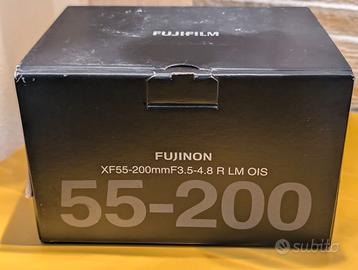 FUJIFILM
FUJINON
XF55-200mmF3.5-4.8 R LM OIS
55-200
subito